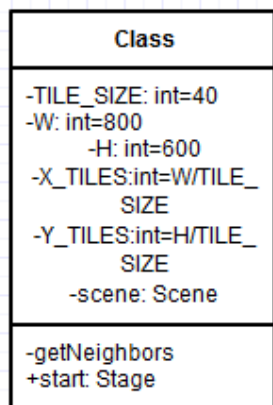 Class
-TILE_SIZE: int=40
-W: int=800
-H: int=600
-X_TILES:int=W/TILE_
SIZE
-Y_TILES:int=H/TILE_
SIZE
-scene: Scene
-getNeighbors
+start: Stage